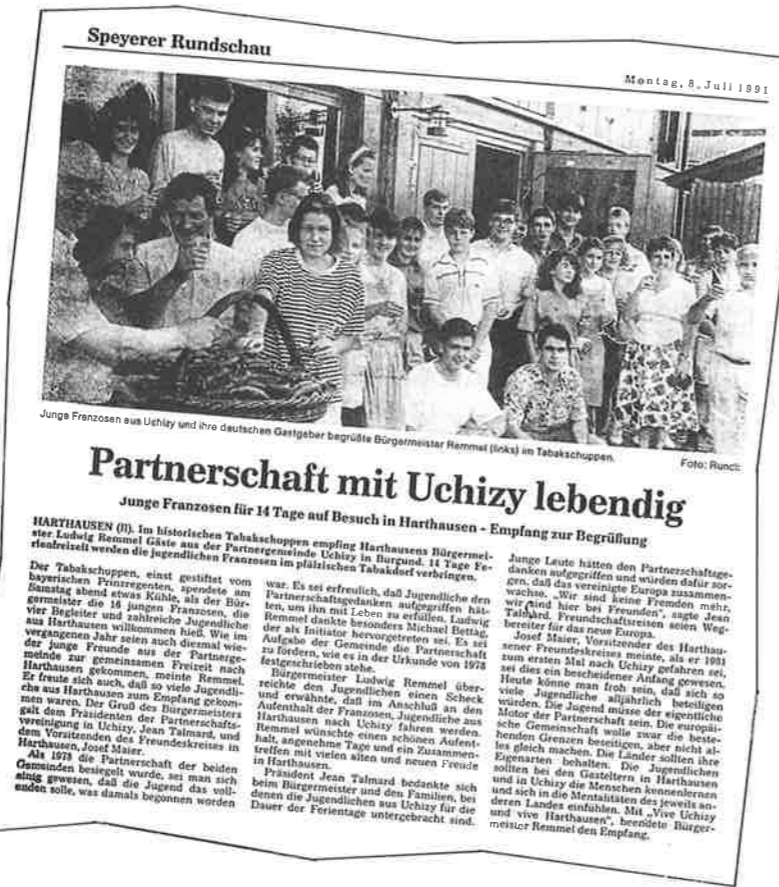 Speyerer Rundschau
Montag, 8. Juli 1991
Junge Franzosen aus Uchizy und ihre deutschen Gastgeber begrüßte Bürgermeister Remmel (links) im Tabakschuppen.
Foto: Runck
Partnerschaft mit Uchizy lebendig
Junge Franzosen für 14 Tage auf Besuch in Harthausen - Empfang zur Begrüßung
HARTHAUSEN (ll). Im historischen Tabakschoppen empfing Harthausens Bürgermei-
ster Ludwig Remmel Gäste aus der Partnergemeinde Uchizy in Burgund. 14 Tage Fe-
rienfreizeit werden die jugendlichen Franzosen im pfälzischen Tabakdorf verbringen.
Der Tabakschuppen, einst gestiftet vom
bayerischen Prinzregenten, spendete am
Samstag abend etwas Kühle, als der Bür-
germeister die 16 jungen Franzosen, die
vier Begleiter und zahlreiche Jugendliche
aus Harthausen willkommen hieß. Wie im
vergangenen Jahr seien auch diesmal wie-
der junge Freunde aus der Partnerge-
meinde zur gemeinsamen Freizeit nach
Harthausen gekommen, meinte Remmel.
Er freute sich auch, daß so viele Jugendli-
che aus Harthausen zum Empfang gekom-
men waren. Der Gruß des Bürgermeisters
galt dem Präsidenten der Partnerschafts-
vereinigung in Uchizy, Jean Talmard, und
dem Vorsitzenden des Freundeskreises in
Harthausen, Josef Maier.
Als 1978 die Partnerschaft der beiden
Gemeinden besiegelt wurde, sei man sich
einig gewesen, daß die Jugend das voll-
enden solle, was damals begonnen worden
war. Es sei erfreulich, daß Jugendliche den
Partnerschaftsgedanken aufgegriffen hät-
ten, um ihn mit Leben zu erfüllen. Ludwig
Remmel dankte besonders Michael Bettag,
der als Initiator hervorgetreten sei. Es sei
Aufgabe der Gemeinde die Partnerschaft
zu fördern, wie es in der Urkunde von 1978
festgeschrieben stehe.
Bürgermeister Ludwig Remmel über-
reichte den Jugendlichen einen Scheck
und erwähnte, daß im Anschluß an den
Aufenthalt der Franzosen, Jugendliche aus
Harthausen nach Uchizy fahren werden.
Remmel wünschte einen schönen Aufent-
halt, angenehme Tage und ein Zusammen-
treffen mit vielen alten und neuen Freude
in Harthausen.
Präsident Jean Talmard bedankte sich
beim Bürgermeister und den Familien, bei
denen die Jugendlichen aus Uchizy für die
Dauer der Ferientage untergebracht sind.
Junge Leute hätten den Partnerschaftsge-
danken aufgegriffen und würden dafür sor-
gen, daß das vereinigte Europa zusammen-
wachse. „Wir sind keine Fremden mehr,
wir sind hier bei Freunden", sagte Jean
Talmard. Freundschaftsreisen seien Weg-
bereiter für das neue Europa.
Josef Maier, Vorsitzender des Harthau-
sener Freundeskreises meinte, als er 1981
zum ersten Mal nach Uchizy gefahren sei,
sei dies ein bescheidener Anfang gewesen.
Heute könne man froh sein, daß sich so
viele Jugendliche alljährlich beteiligen
würden. Die Jugend müsse der eigentliche
Motor der Partnerschaft sein. Die europäi-
sche Gemeinschaft wolle zwar die beste-
henden Grenzen beseitigen, aber nicht al-
les gleich machen. Die Länder sollten ihre
Eigenarten behalten. Die Jugendlichen
sollten bei den Gasteltern in Harthausen
und in Uchizy die Menschen kennenlernen
und sich in die Mentalitäten des jeweils an-
deren Landes einfühlen. Mit „Vive Uchizy
und vive Harthausen", beendete Bürger-
meister Remmel den Empfang.